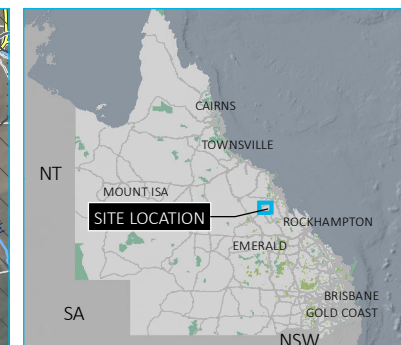 CAIRNS
TOWNSVILLE
NT
MOUNT ISA
SITE LOCATION
ROCKHAMPTON
EMERALD
BRISBANE
SA
GOLD COAST
NSW